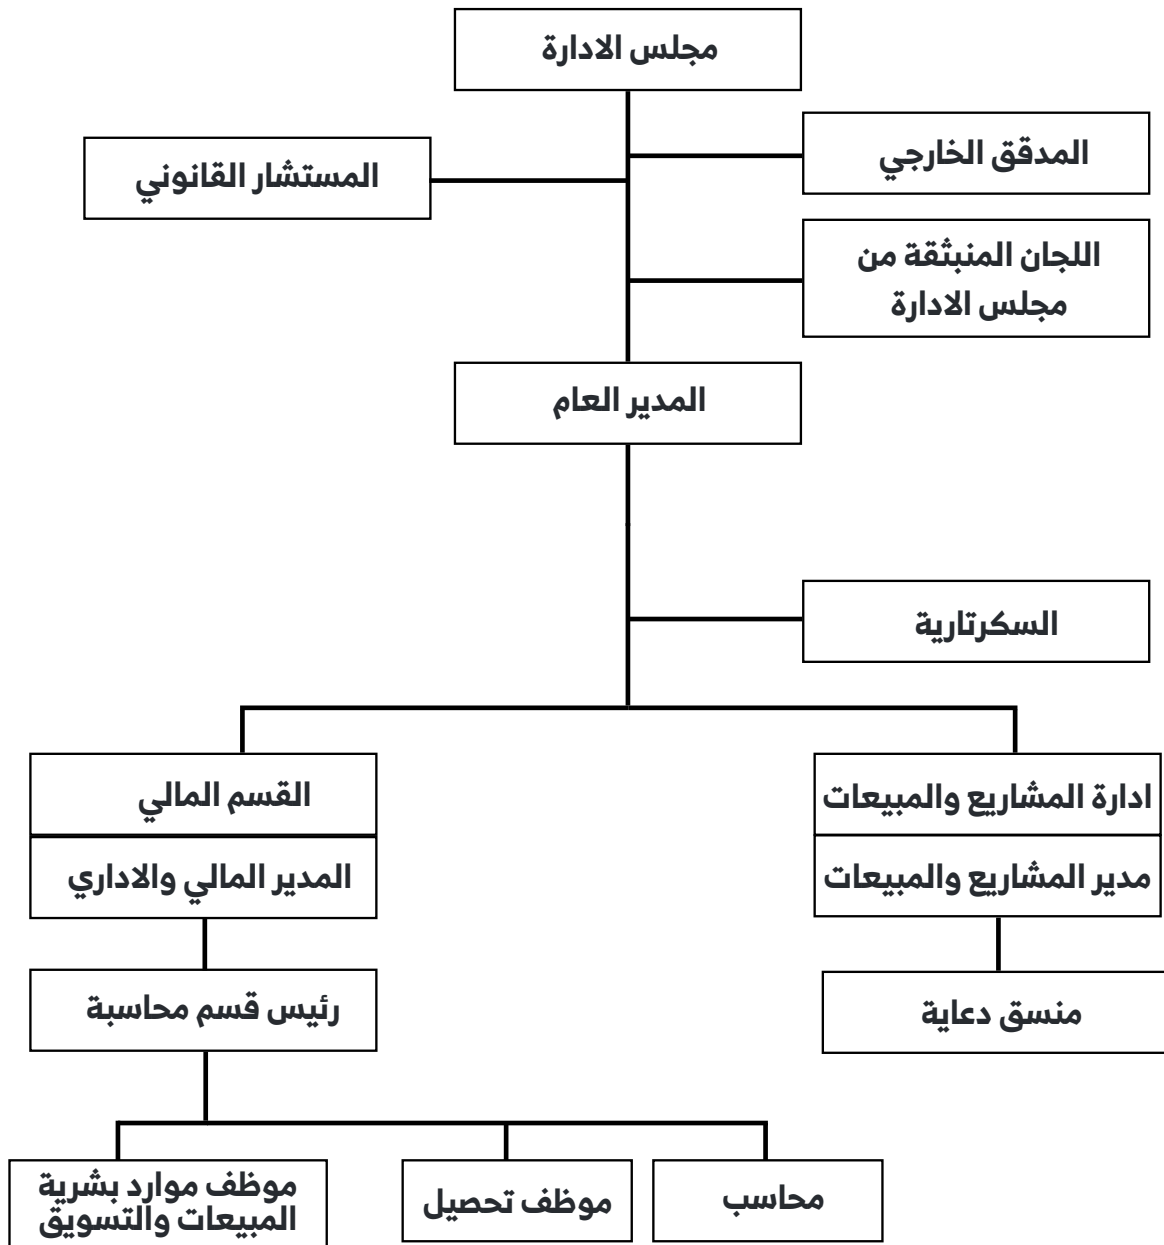 مجلس الادارة
المدقق الخارجي
المستشار القانوني
اللجان المنبثقة من
مجلس الادارة
المدير العام
السكرتارية
ادارة المشاريع والمبيعات
مدير المشاريع والمبيعات
منسق دعاية
القسم المالي
المدير المالي والاداري
رئيس قسم محاسبة
محاسب
موظف تحصيل
موظف موارد بشرية
المبيعات والتسويق